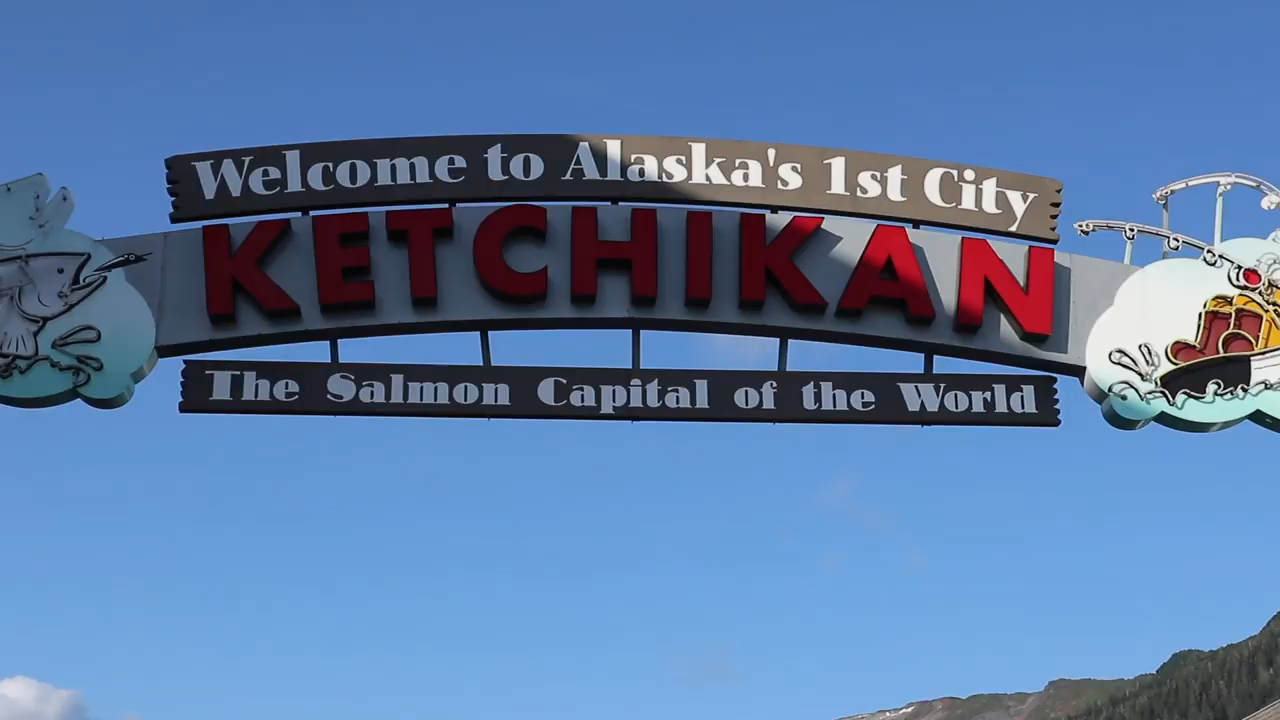 Welcome to Alaska's 1st City
KETCHIKAN
The Salmon Capital of the World